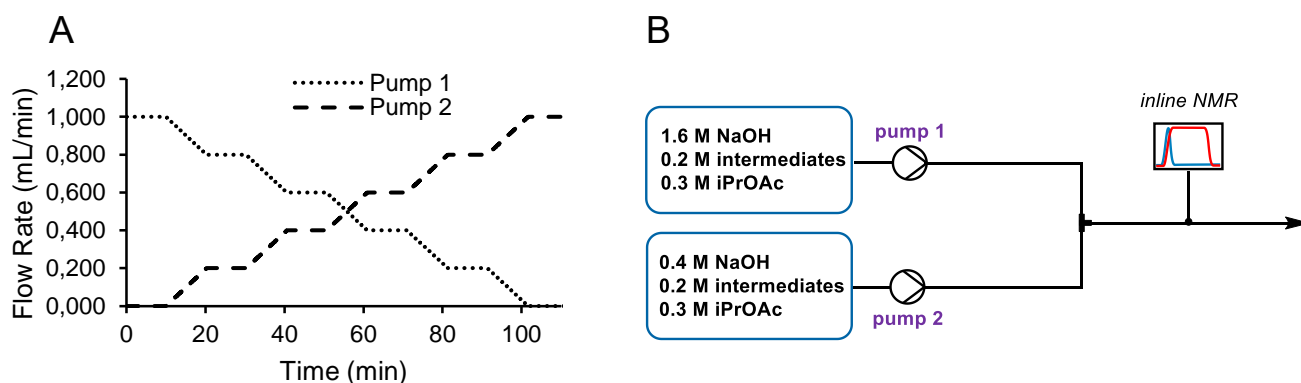 A
Pump 1
Pump 2
Flow Rate (mL/min)
1,200
1,000
0,800
0,600
0,400
0,200
0,000
0 20 40 60 80 100
Time (min)
B
inline NMR
pump 1
1.6 M NaOH
0.2 M intermediates
0.3 M iPrOAc
0.4 M NaOH
0.2 M intermediates
0.3 M iPrOAc
pump 2